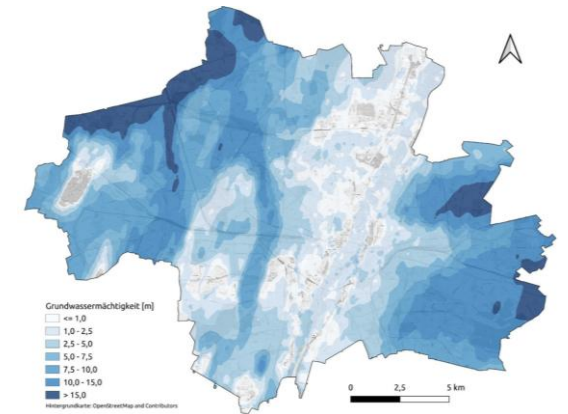 Grundwassermächtigkeit [m]
<= 1,0
1,0 - 2,5
2,5 - 5,0
5,0 - 7,5
7,5 - 10,0
10,0 - 15,0
> 15,0
Hintergrundkarte: OpenStreetMap and Contributors
0 2,5 5 km